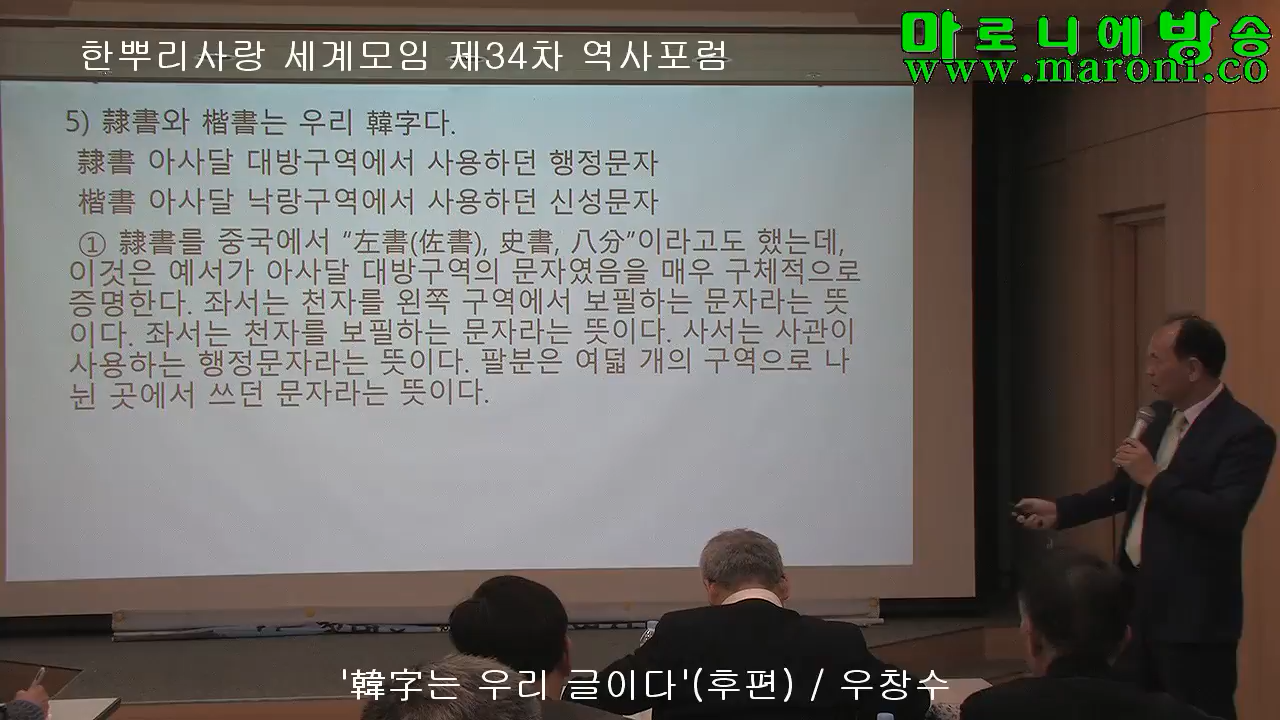 한뿌리사랑 세계모임 제34차 역사포럼
마로니에방송
www.maroni.co
5) 隷書와 楷書는 우리 韓字다.
隷書 아사달 대방구역에서 사용하던 행정문자
楷書 아사달 낙랑구역에서 사용하던 신성문자
① 隷書를 중국에서 “左書(佐書), 史書, 八分”이라고도 했는데,
이것은 예서가 아사달 대방구역의 문자였음을 매우 구체적으로
증명한다. 좌서는 천자를 왼쪽 구역에서 보필하는 문자라는 뜻
이다. 좌서는 천자를 보필하는 문자라는 뜻이다. 사서는 사관이
사용하는 행정문자라는 뜻이다. 팔분은 여덟 개의 구역으로 나
뉜 곳에서 쓰던 문자라는 뜻이다.
'韓字는 우리 글이다'(후편) / 우창수